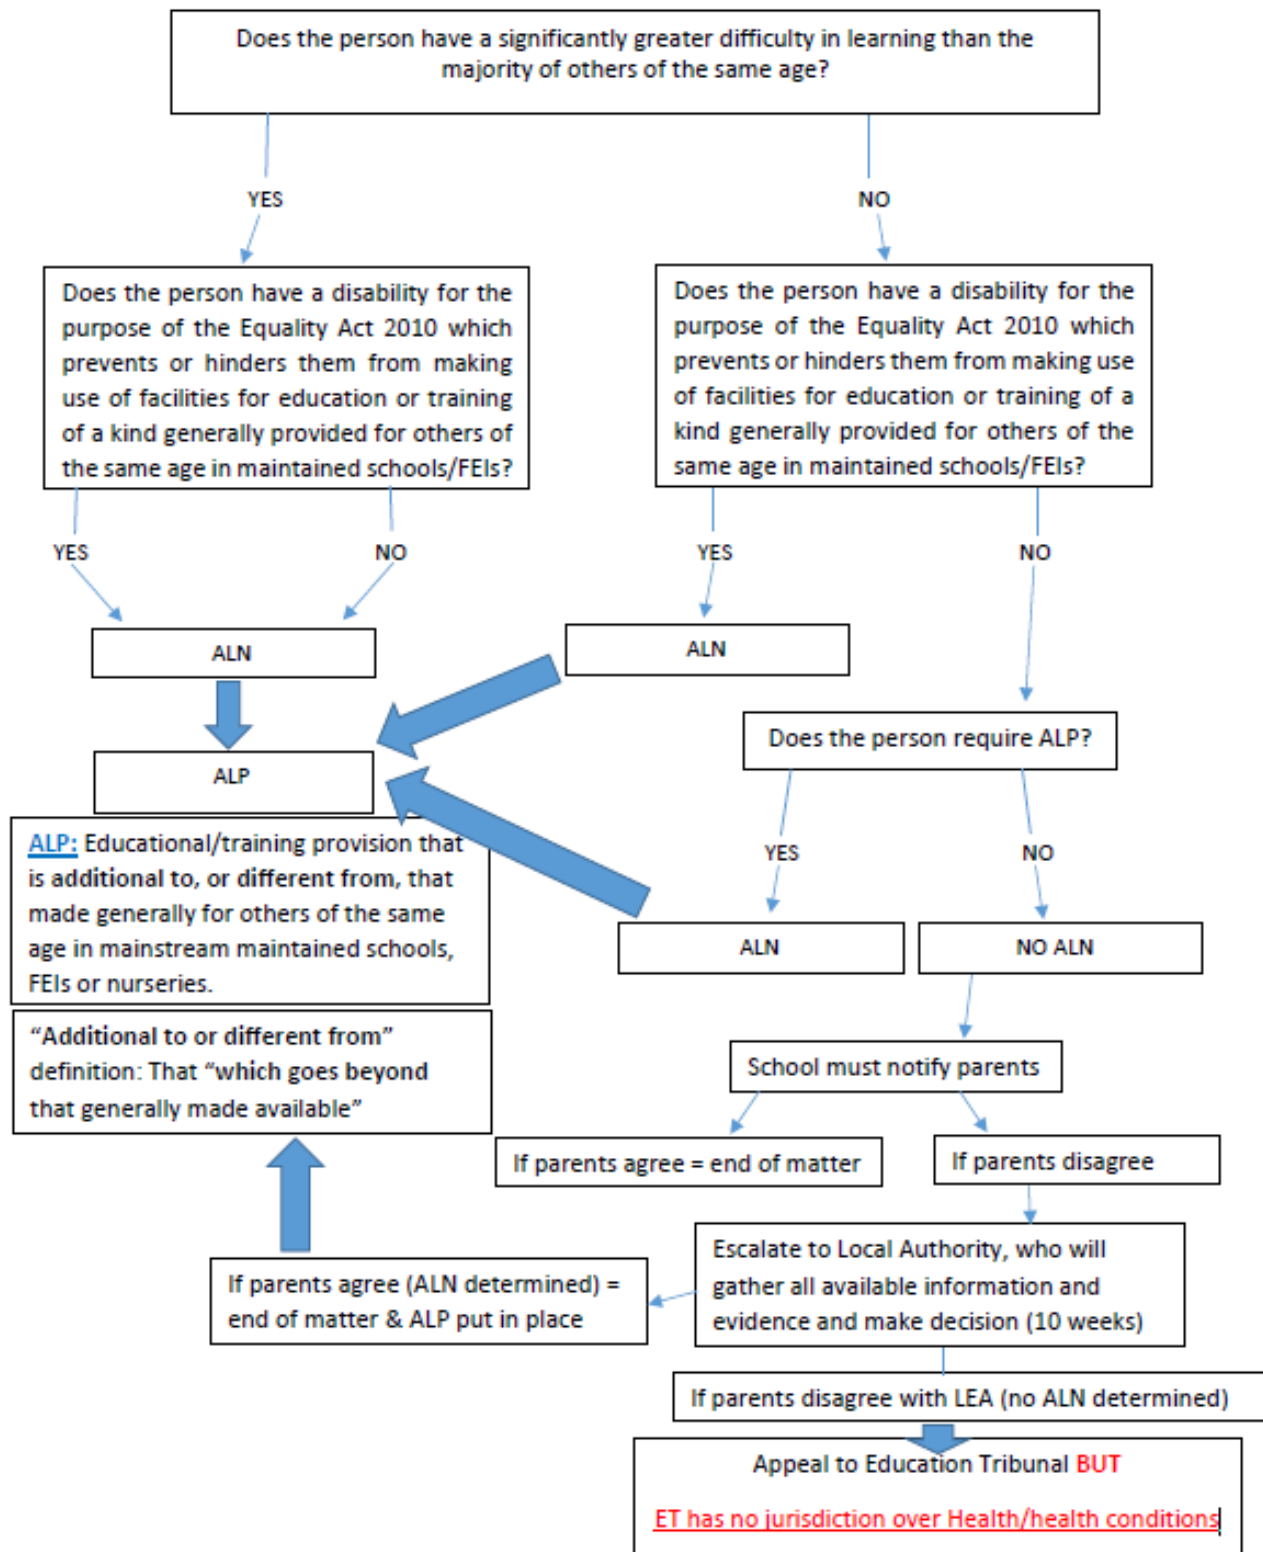 Does the person have a significantly greater difficulty in learning than the
majority of others of the same age?
YES
NO
Does the person have a disability for the
purpose of the Equality Act 2010 which
prevents or hinders them from making
use of facilities for education or training
of a kind generally provided for others of
the same age in maintained schools/FEIs?
Does the person have a disability for the
purpose of the Equality Act 2010 which
prevents or hinders them from making use
of facilities for education or training of a
kind generally provided for others of the
same age in maintained schools/FEIs?
YES
NO
YES
NO
ALN
ALN
ALP
Does the person require ALP?
YES
NO
ALP: Educational/training provision that
is additional to, or different from, that
made generally for others of the same
age in mainstream maintained schools,
FEIs or nurseries.
ALN
NO ALN
"Additional to or different from"
definition: That "which goes beyond
that generally made available"
School must notify parents
If parents agree = end of matter
If parents disagree
Escalate to Local Authority, who will
gather all available information and
evidence and make decision (10 weeks)
If parents agree (ALN determined) =
end of matter & ALP put in place
If parents disagree with LEA (no ALN determined)
Appeal to Education Tribunal BUT
ET has no jurisdiction over Health/health conditions